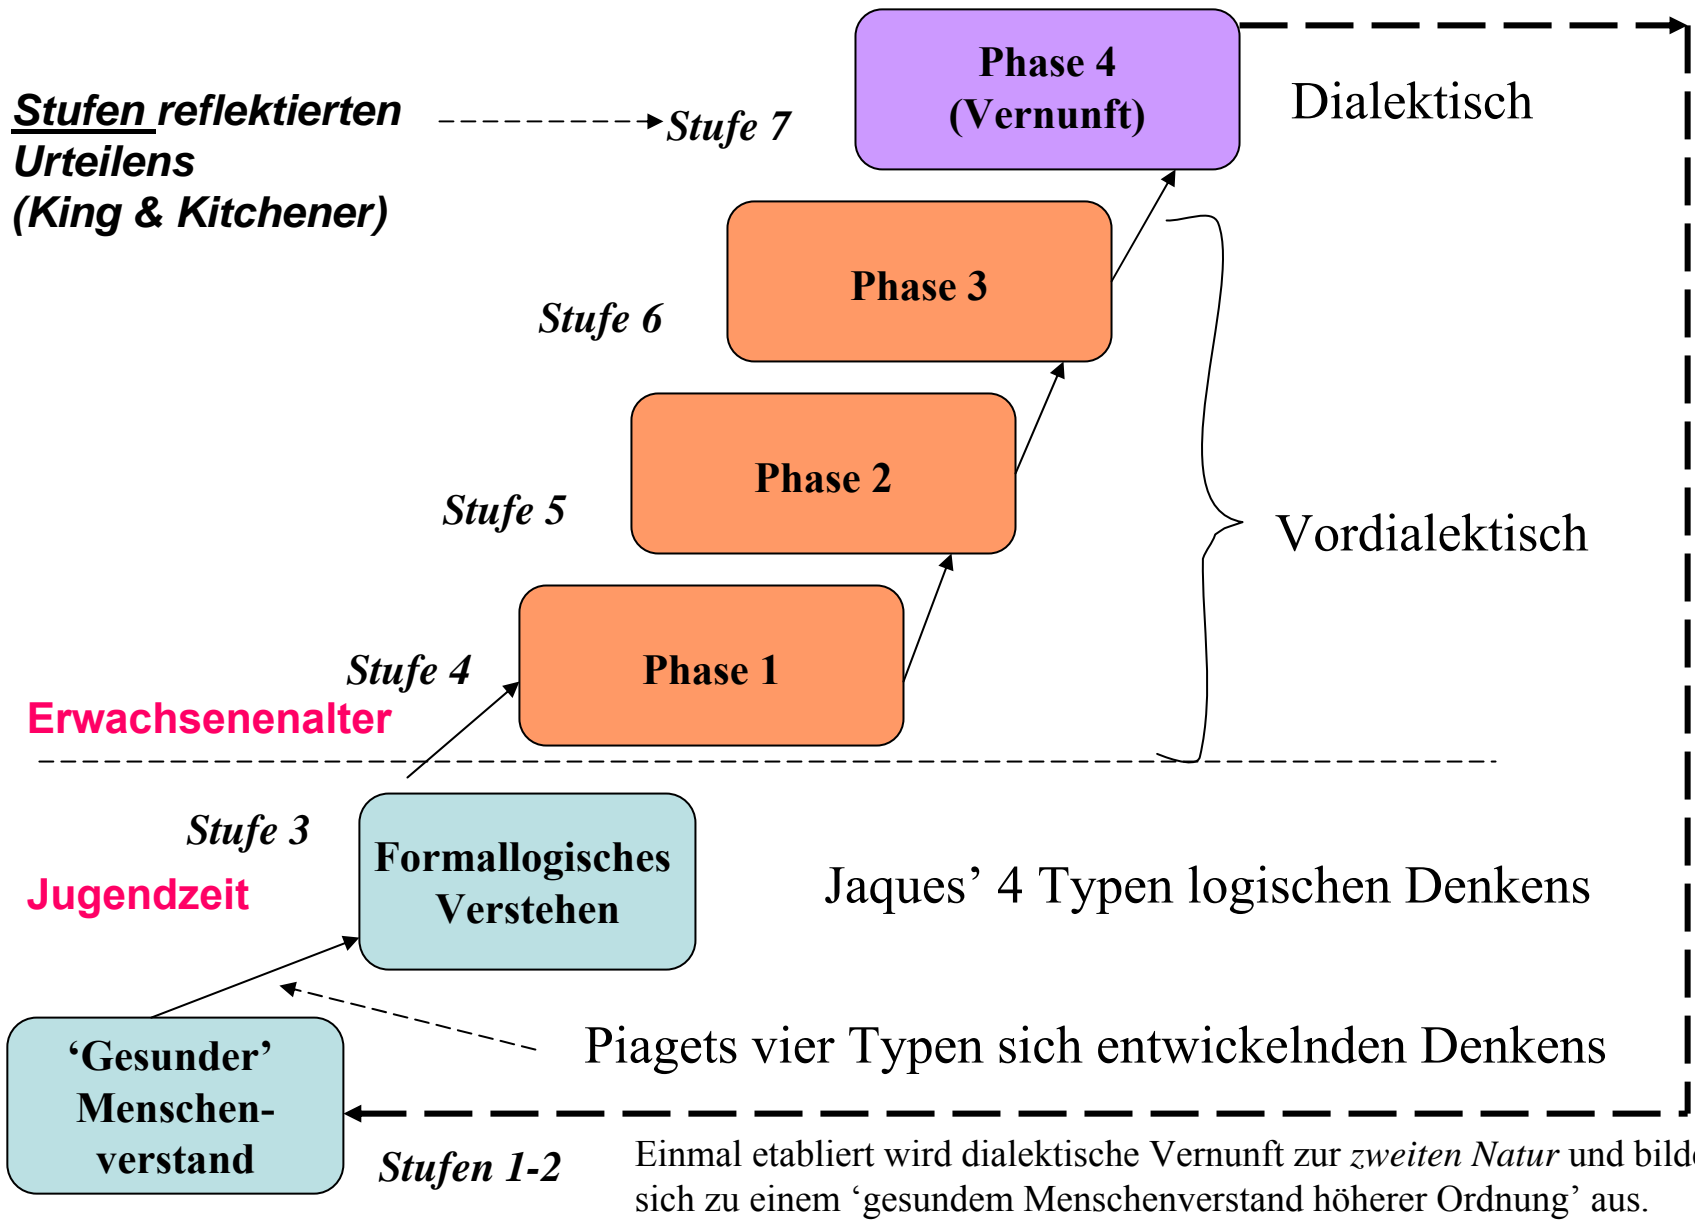 Phase 4
(Vernunft)
Dialektisch
Stufen reflektierten
Urteilens
(King & Kitchener)
Stufe 7
Phase 3
Stufe 6
Phase 2
Stufe 5
Vordialektisch
Phase 1
Stufe 4
Erwachsenenalter
Stufe 3
Formallogisches
Verstehen
Jugendzeit
Jaques’ 4 Typen logischen Denkens
Piagets vier Typen sich entwickelnden Denkens
‘Gesunder’
Menschen-
verstand
Stufen 1-2
Einmal etabliert wird dialektische Vernunft zur zweiten Natur und
sich zu einem ‘gesundem Menschenverstand höherer Ordnung’ aus.